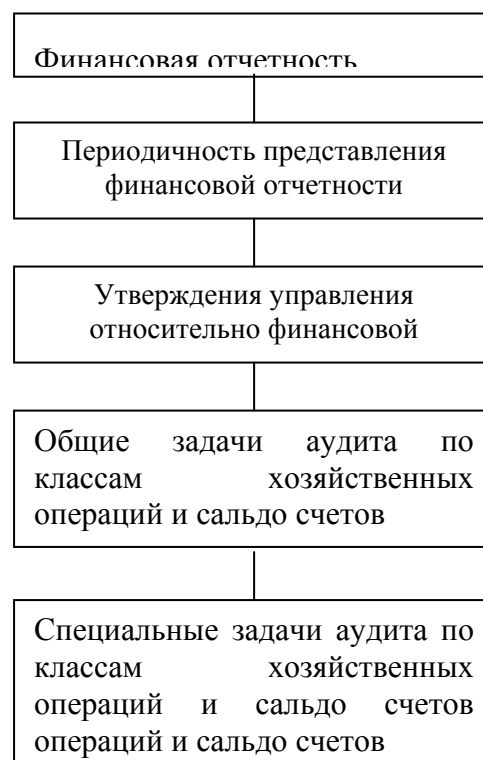 Финансовая отчетность
Периодичность представления
финансовой отчетности
Утверждения управления
относительно финансовой
Общие задачи аудита по
классам хозяйственных
операций и сальдо счетов
Специальные задачи аудита по
классам хозяйственных
операций и сальдо счетов
операций и сальдо счетов